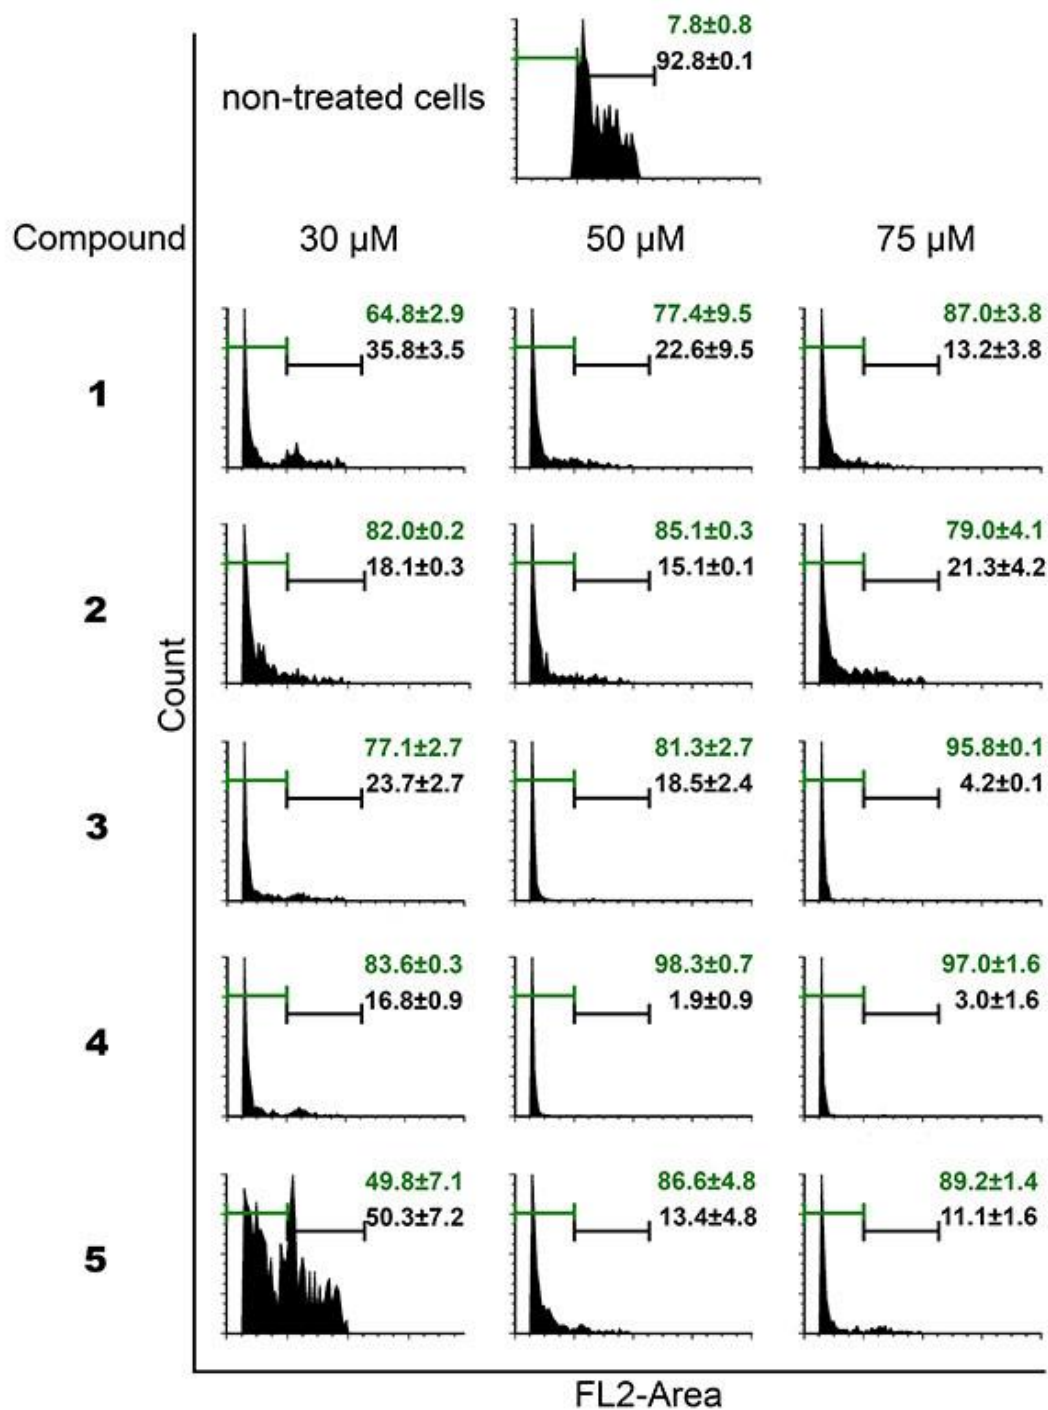 7.8±0.8
92.8±0.1
non-treated cells
Compound 30 µM 50 µM 75 µM
64.8±2.9 77.4±9.5 87.0±3.8
35.8±3.5 22.6±9.5 13.2±3.8
1
82.0±0.2 85.1±0.3 79.0±4.1
18.1±0.3 15.1±0.1 21.3±4.2
2
Count
77.1±2.7 81.3±2.7 95.8±0.1
23.7±2.7 18.5±2.4 4.2±0.1
3
83.6±0.3 98.3±0.7 97.0±1.6
16.8±0.9 1.9±0.9 3.0±1.6
4
49.8±7.1 86.6±4.8 89.2±1.4
50.3±7.2 13.4±4.8 11.1±1.6
5
FL2-Area